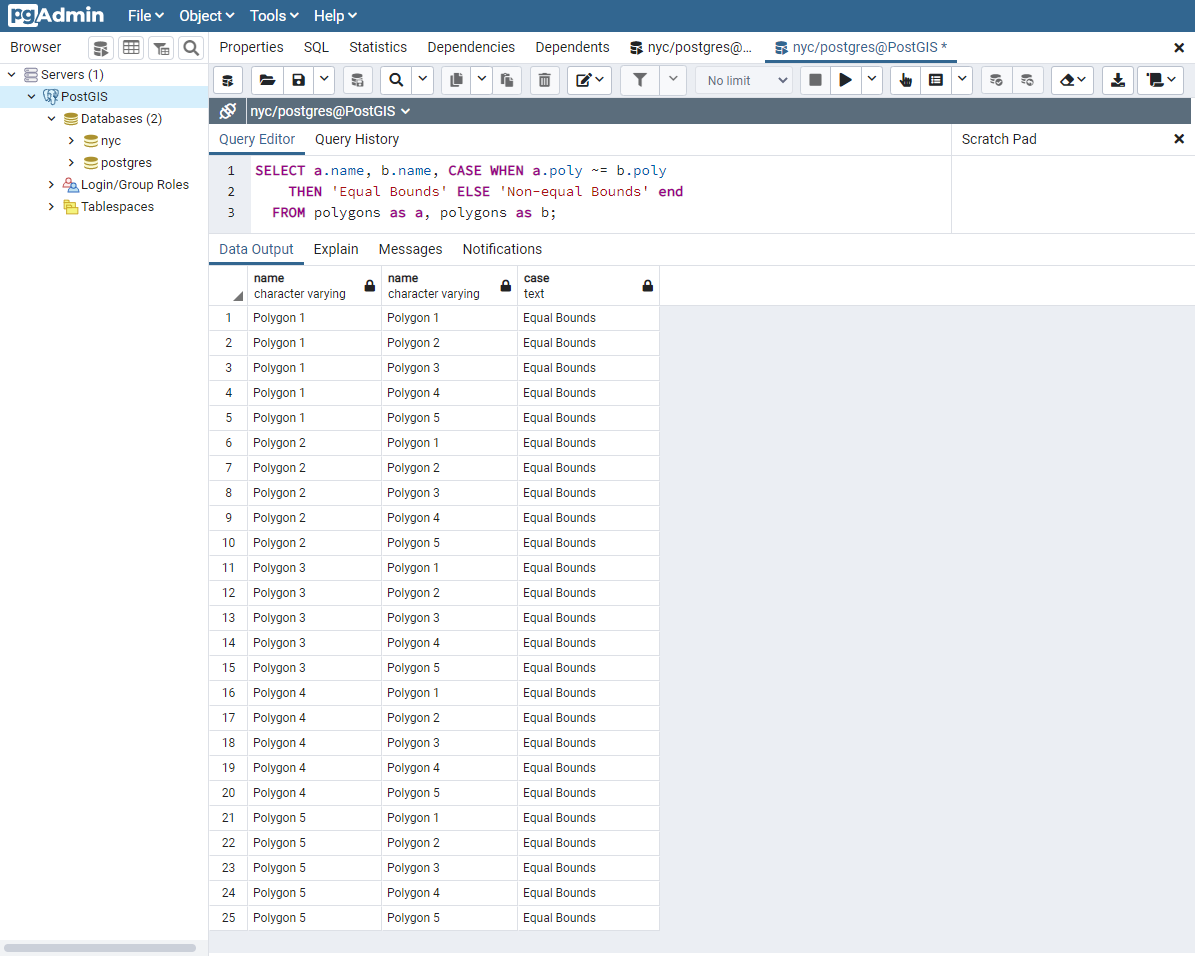 pgAdmin File Object Tools Help
Browser Properties SQL Statistics Dependencies Dependents nyc/postgres@... nyc/postgres@PostGIS *
Servers (1)
PostGIS
Databases (2)
nyc
postgres
Login/Group Roles
Tablespaces
No limit
nyc/postgres@PostGIS
Query Editor Query History Scratch Pad
1 SELECT a.name, b.name, CASE WHEN a.poly ~= b.poly
2 THEN 'Equal Bounds' ELSE 'Non-equal Bounds' end
3 FROM polygons as a, polygons as b;
Data Output Explain Messages Notifications
name name case
character varying character varying text
1 Polygon 1 Polygon 1 Equal Bounds
2 Polygon 1 Polygon 2 Equal Bounds
3 Polygon 1 Polygon 3 Equal Bounds
4 Polygon 1 Polygon 4 Equal Bounds
5 Polygon 1 Polygon 5 Equal Bounds
6 Polygon 2 Polygon 1 Equal Bounds
7 Polygon 2 Polygon 2 Equal Bounds
8 Polygon 2 Polygon 3 Equal Bounds
9 Polygon 2 Polygon 4 Equal Bounds
10 Polygon 2 Polygon 5 Equal Bounds
11 Polygon 3 Polygon 1 Equal Bounds
12 Polygon 3 Polygon 2 Equal Bounds
13 Polygon 3 Polygon 3 Equal Bounds
14 Polygon 3 Polygon 4 Equal Bounds
15 Polygon 3 Polygon 5 Equal Bounds
16 Polygon 4 Polygon 1 Equal Bounds
17 Polygon 4 Polygon 2 Equal Bounds
18 Polygon 4 Polygon 3 Equal Bounds
19 Polygon 4 Polygon 4 Equal Bounds
20 Polygon 4 Polygon 5 Equal Bounds
21 Polygon 5 Polygon 1 Equal Bounds
22 Polygon 5 Polygon 2 Equal Bounds
23 Polygon 5 Polygon 3 Equal Bounds
24 Polygon 5 Polygon 4 Equal Bounds
25 Polygon 5 Polygon 5 Equal Bounds